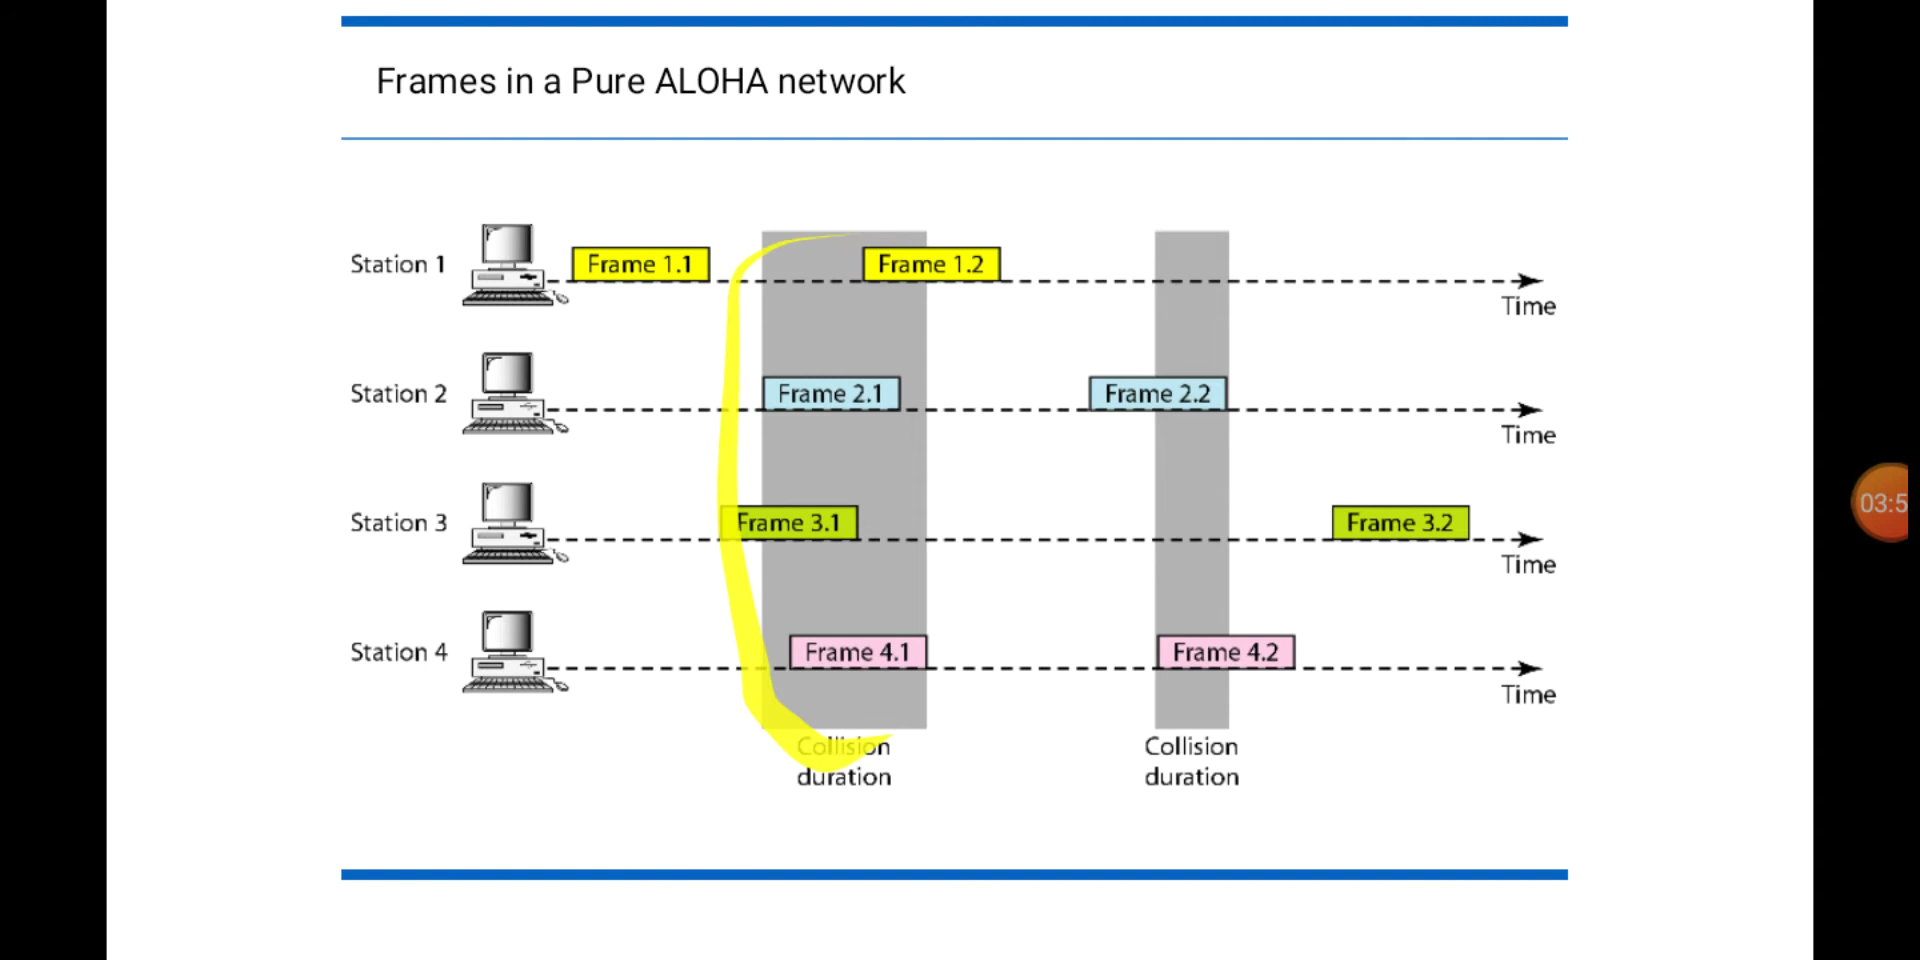 Frames in a Pure ALOHA network
Station 1
Frame 1.1
Frame 1.2
Time
Station 2
Frame 2.1
Frame 2.2
Time
Station 3
Frame 3.1
Frame 3.2
Time
Station 4
Frame 4.1
Frame 4.2
Time
Collision
duration
Collision
duration
03:5